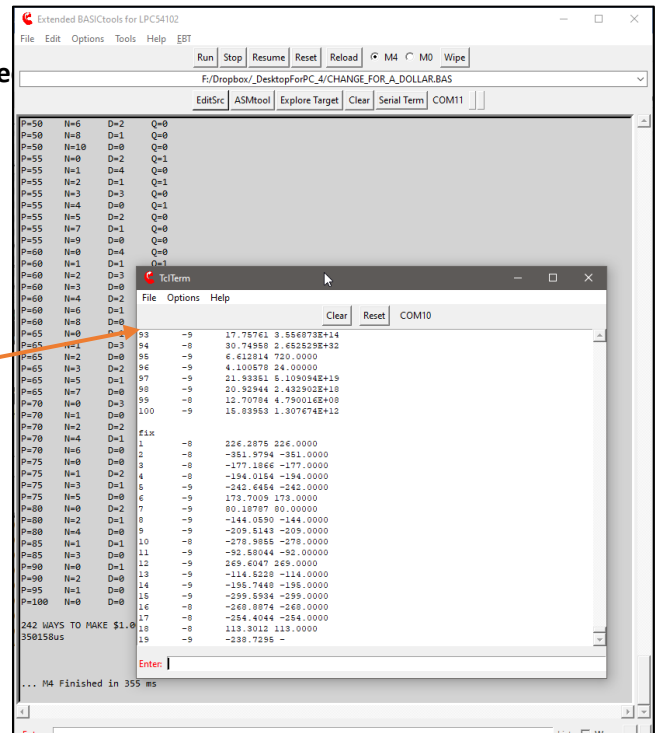 Extended BASICtools for LPC54102
File Edit Options Tools Help EBT
Run Stop Resume Reset Reload M4 M0 Wipe
e
F:/Dropbox/_DesktopForPC_4/CHANGE_FOR_A_DOLLAR.BAS
EditSrc ASMtool Explore Target Clear Serial Term COM11
P=50 N=6 D=2 Q=0
P=50 N=8 D=1 Q=0
P=50 N=10 D=0 Q=0
P=55 N=0 D=2 Q=1
P=55 N=1 D=4 Q=0
P=55 N=2 D=1 Q=1
P=55 N=3 D=3 Q=0
P=55 N=4 D=0 Q=1
P=55 N=5 D=2 Q=0
P=55 N=7 D=1 Q=0
P=55 N=9 D=0 Q=0
P=60 N=0 D=4 Q=0
P=60 N=1 D=1 Q=1
P=60 N=2 D=3
P=60 N=3 D=0
P=60 N=4 D=2
P=60 N=6 D=1
P=60 N=8 D=0
P=65 N=0
P=65 N=1 D=3
P=65 N=2 D=0
P=65 N=3 D=2
P=65 N=5 D=1
P=65 N=7 D=0
P=70 N=0 D=3
P=70 N=1 D=0
P=70 N=2 D=2
P=70 N=4 D=1
P=70 N=6 D=0
P=75 N=0 D=0
P=75 N=1 D=2
P=75 N=3 D=1
P=75 N=5 D=0
P=80 N=0 D=2
P=80 N=2 D=1
P=80 N=4 D=0
P=85 N=1 D=1
P=85 N=3 D=0
P=90 N=0 D=1
P=90 N=2 D=0
P=95 N=1 D=0
P=100 N=0 D=0
242 WAYS TO MAKE $1.0
350158us
... M4 Finished in 355 ms
TclTerm
File Options Help
Clear Reset COM10
93 -9 17.75761 3.556873E+14
94 -8 30.74958 2.652529E+32
95 -9 6.612814 720.0000
96 -9 4.100578 24.00000
97 -9 21.93351 5.109094E+19
98 -9 20.92944 2.432902E+18
99 -8 12.70784 4.790016E+08
100 -9 15.83953 1.307674E+12
fix
1 -8 226.2875 226.0000
2 -8 -351.9794 -351.0000
3 -8 -177.1866 -177.0000
4 -8 -194.0154 -194.0000
5 -8 -242.6454 -242.0000
6 -9 173.7009 173.0000
7 -9 80.18787 80.00000
8 -9 -144.0590 -144.0000
9 -8 -209.5143 -209.0000
10 -8 -278.9855 -278.0000
11 -9 -92.58044 -92.00000
12 -9 269.6047 269.0000
13 -9 -114.5228 -114.0000
14 -9 -195.7448 -195.0000
15 -9 -299.5934 -299.0000
16 -8 -268.8874 -268.0000
17 -8 -254.4044 -254.0000
18 -8 113.3012 113.0000
19 -9 -238.7295 -
Enter: